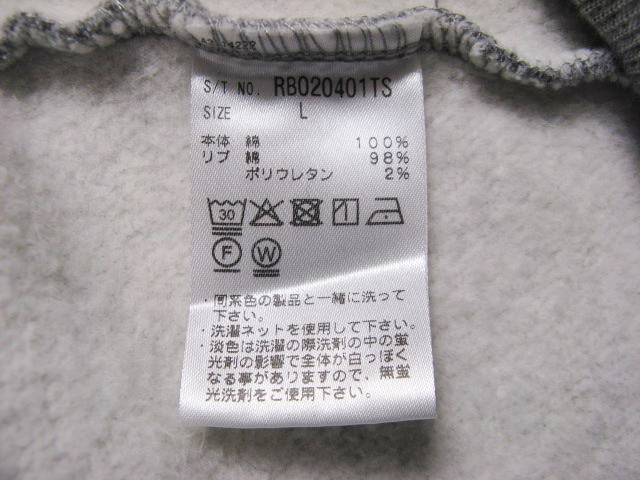 S/T NO. RB020401TS
SIZE L
本体 綿 100%
リブ 綿 98%
ポリウレタン 2%
30
F W
・同系色の製品と一緒に洗って
下さい。
・洗濯ネットを使用して下さい。
・淡色は洗濯の際洗剤の中の蛍
光剤の影響で全体が白っぽく
なる事がありますので、無蛍
光洗剤をご使用下さい。